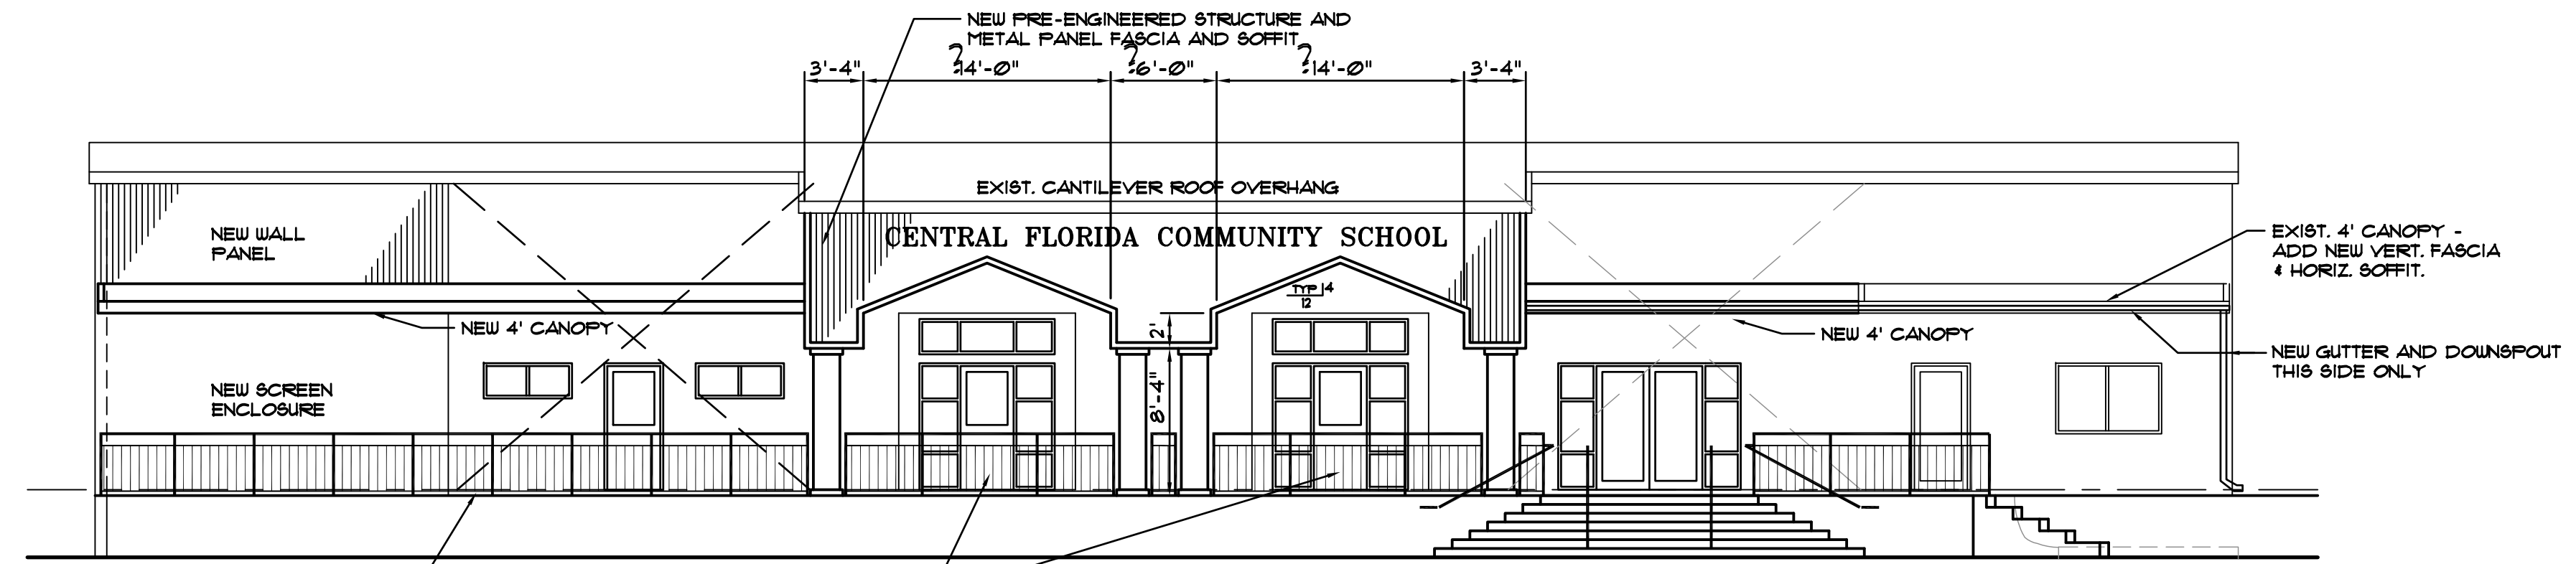 NEW PRE-ENGINEERED STRUCTURE AND
METAL PANEL FASCIA AND SOFFIT
? ? ?
3'-4" ?14'-0" ?6'-0" ?14'-0" 3'-4"
EXIST. CANTILEVER ROOF OVERHANG
CENTRAL FLORIDA COMMUNITY SCHOOL
NEW WALL
PANEL
EXIST. 4' CANOPY -
ADD NEW VERT. FASCIA
& HORIZ. SOFFIT.
TYP 4
12
NEW 4' CANOPY
2'
NEW 4' CANOPY
NEW GUTTER AND DOWNSPOUT
THIS SIDE ONLY
NEW SCREEN
ENCLOSURE
8'-4"